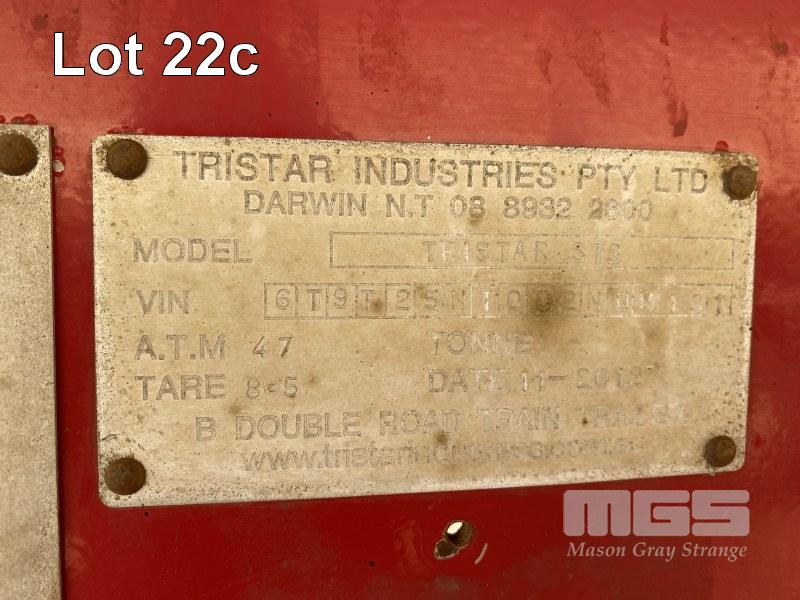 Lot 22c
TRISTAR INDUSTRIES PTY LTD
DARWIN N.T 08 8932 2600
MODEL TRISTAR
VIN
A.T.M 47 TONNE
TARE 8.5 DATE 11-2012
B DOUBLE ROAD TRAIN TRAILER
www.tristarindustries.com.au
MGS
Mason Gray Strange